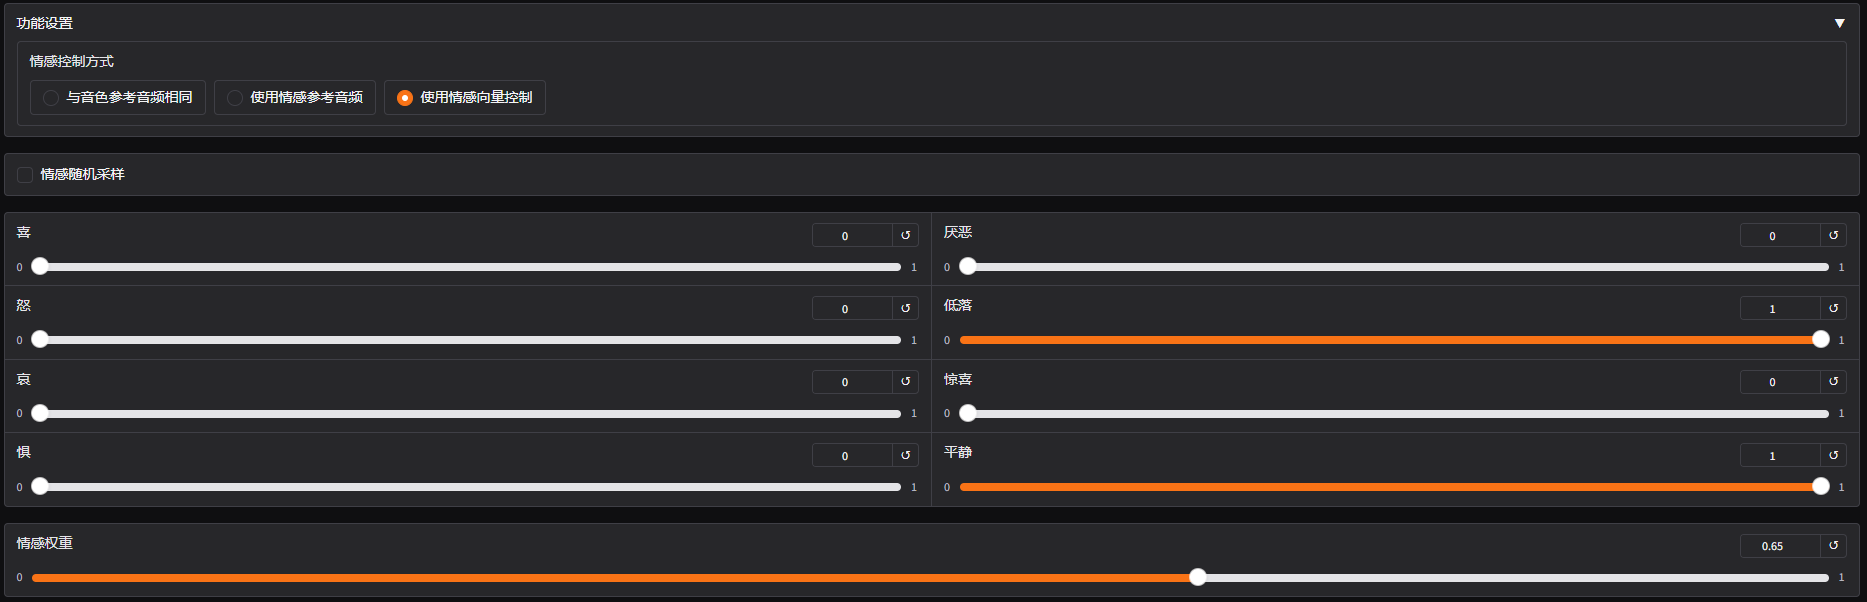 功能设置 ▼
情感控制方式
与音色参考音频相同 使用情感参考音频 使用情感向量控制
情感随机采样
喜 0 ↺
0 1
厌恶 0 ↺
0 1
怒 0 ↺
0 1
低落 1 ↺
0 1
哀 0 ↺
0 1
惊喜 0 ↺
0 1
惧 0 ↺
0 1
平静 1 ↺
0 1
情感权重 0.65 ↺
0 1